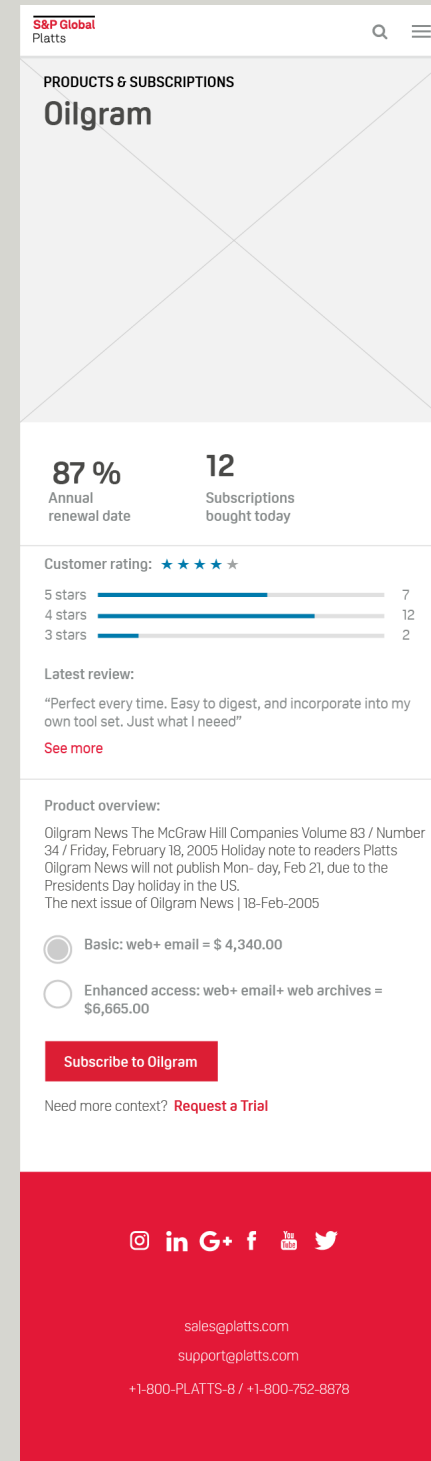 S&P Global
Platts
PRODUCTS & SUBSCRIPTIONS
Oilgram
87 %
Annual
renewal date
12
Subscriptions
bought today
Customer rating:
5 stars 7
4 stars 12
3 stars 2
Latest review:
“Perfect every time. Easy to digest, and incorporate into my
own tool set. Just what I neeed”
See more
Product overview:
Oilgram News The McGraw Hill Companies Volume 83 / Number
34 / Friday, February 18, 2005 Holiday note to readers Platts
Oilgram News will not publish Mon- day, Feb 21, due to the
Presidents Day holiday in the US.
The next issue of Oilgram News | 18-Feb-2005
Basic: web+ email = $ 4,340.00
Enhanced access: web+ email+ web archives =
$6,665.00
Subscribe to Oilgram
Need more context? Request a Trial
in G+ f You
Tube
sales@platts.com
support@platts.com
+1-800-PLATTS-8 / +1-800-752-8878